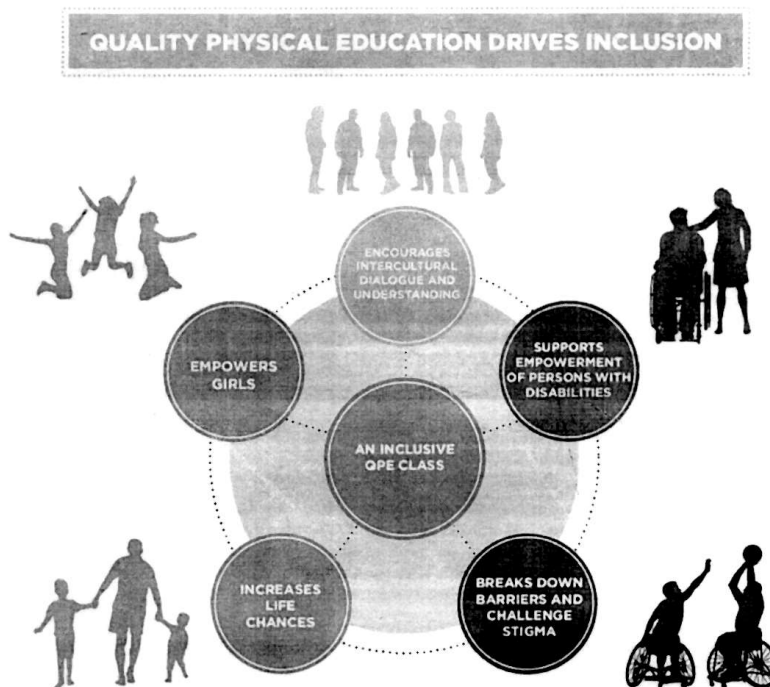 QUALITY PHYSICAL EDUCATION DRIVES INCLUSION
ENCOURAGES
INTERCULTURAL
DIALOGUE AND
UNDERSTANDING
EMPOWERS
GIRLS
SUPPORTS
EMPOWERMENT
OF PERSONS WITH
DISABILITIES
AN INCLUSIVE
QPE CLASS
INCREASES
LIFE
CHANCES
BREAKS DOWN
BARRIERS AND
CHALLENGE
STIGMA